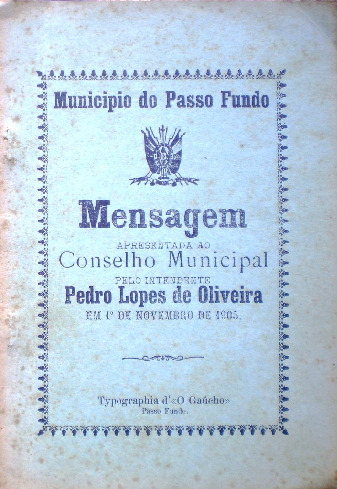 Municipio do Passo Fundo
Mensagem
APRESENTADA AO
Conselho Municipal
PELO INTENDENTE
Pedro Lopes de Oliveira
EM 1º DE NOVEMBRO DE 1905.
Typographia d'«O Gaúcho»
Passo Fundo.